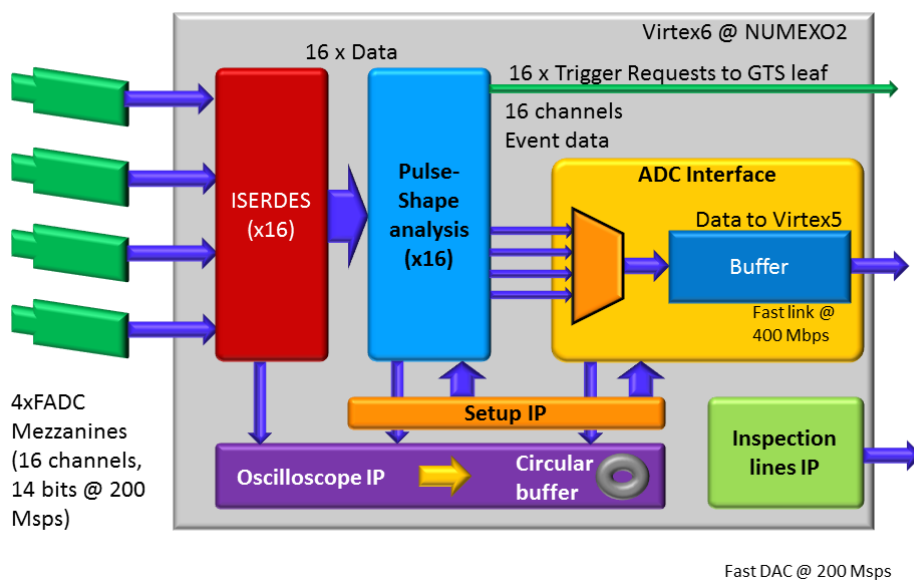 Virtex6 @ NUMEXO2
16 x Data
16 x Trigger Requests to GTS leaf
16 channels
Event data
ISERDES
(x16)
Pulse-
Shape
analysis
(x16)
ADC Interface
Data to Virtex5
Buffer
Fast link @
400 Mbps
4xFADC
Mezzanines
(16 channels,
14 bits @ 200
Msps)
Setup IP
Oscilloscope IP
Circular
buffer
Inspection
lines IP
Fast DAC @ 200 Msps